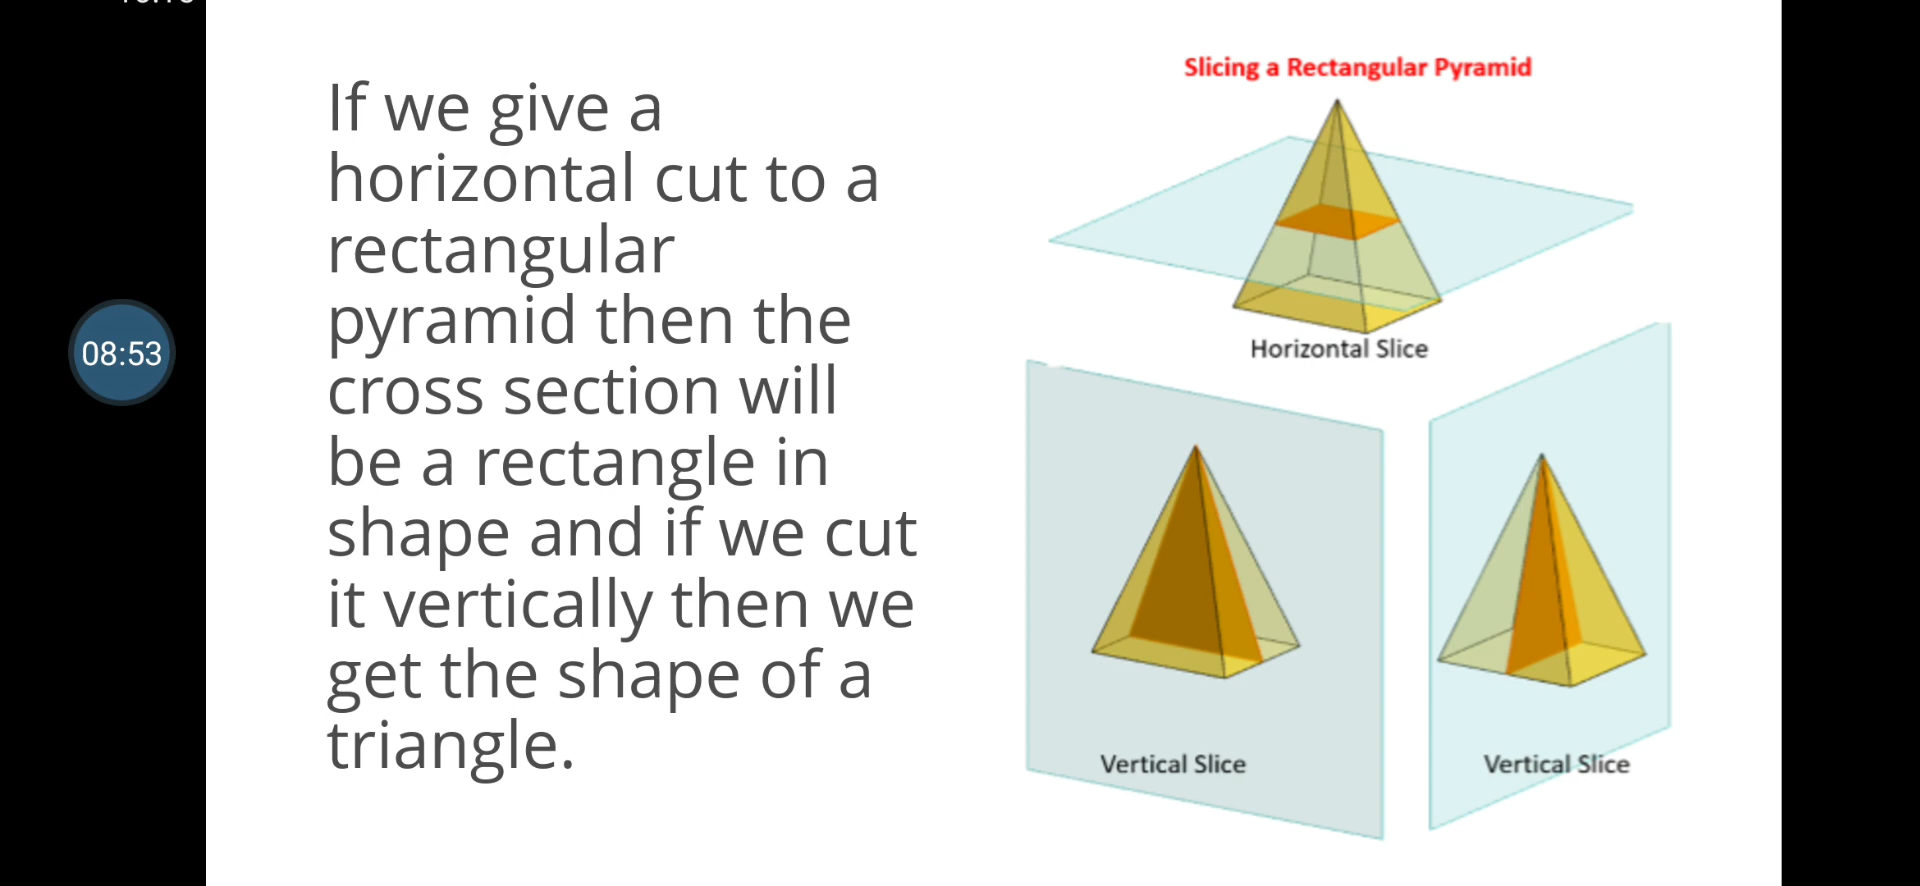 If we give a
horizontal cut to a
rectangular
pyramid then the
cross section will
be a rectangle in
shape and if we cut
it vertically then we
get the shape of a
triangle.
Slicing a Rectangular Pyramid
Horizontal Slice
Vertical Slice
Vertical Slice
08:53